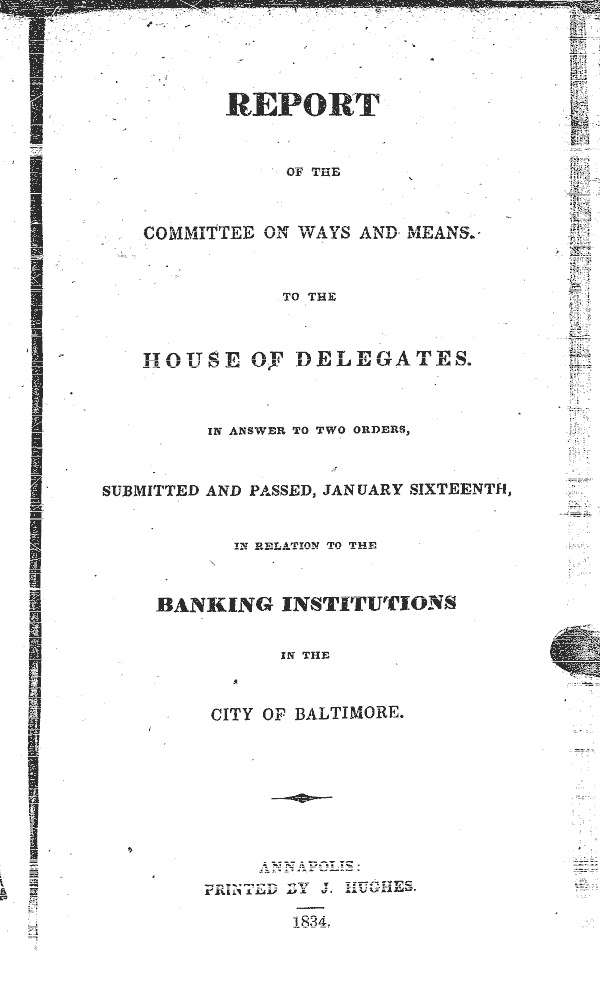 REPORT
OF THE
COMMITTEE ON WAYS AND MEANS.
TO THE
HOUSE OF DELEGATES.
IN ANSWER TO TWO ORDERS,
SUBMITTED AND PASSED, JANUARY SIXTEENTH,
IN RELATION TO THE
BANKING INSTITUTIONS
IN THE
CITY OF BALTIMORE.
ANNAPOLIS:
PRINTED BY J. HUGHES.
1834.